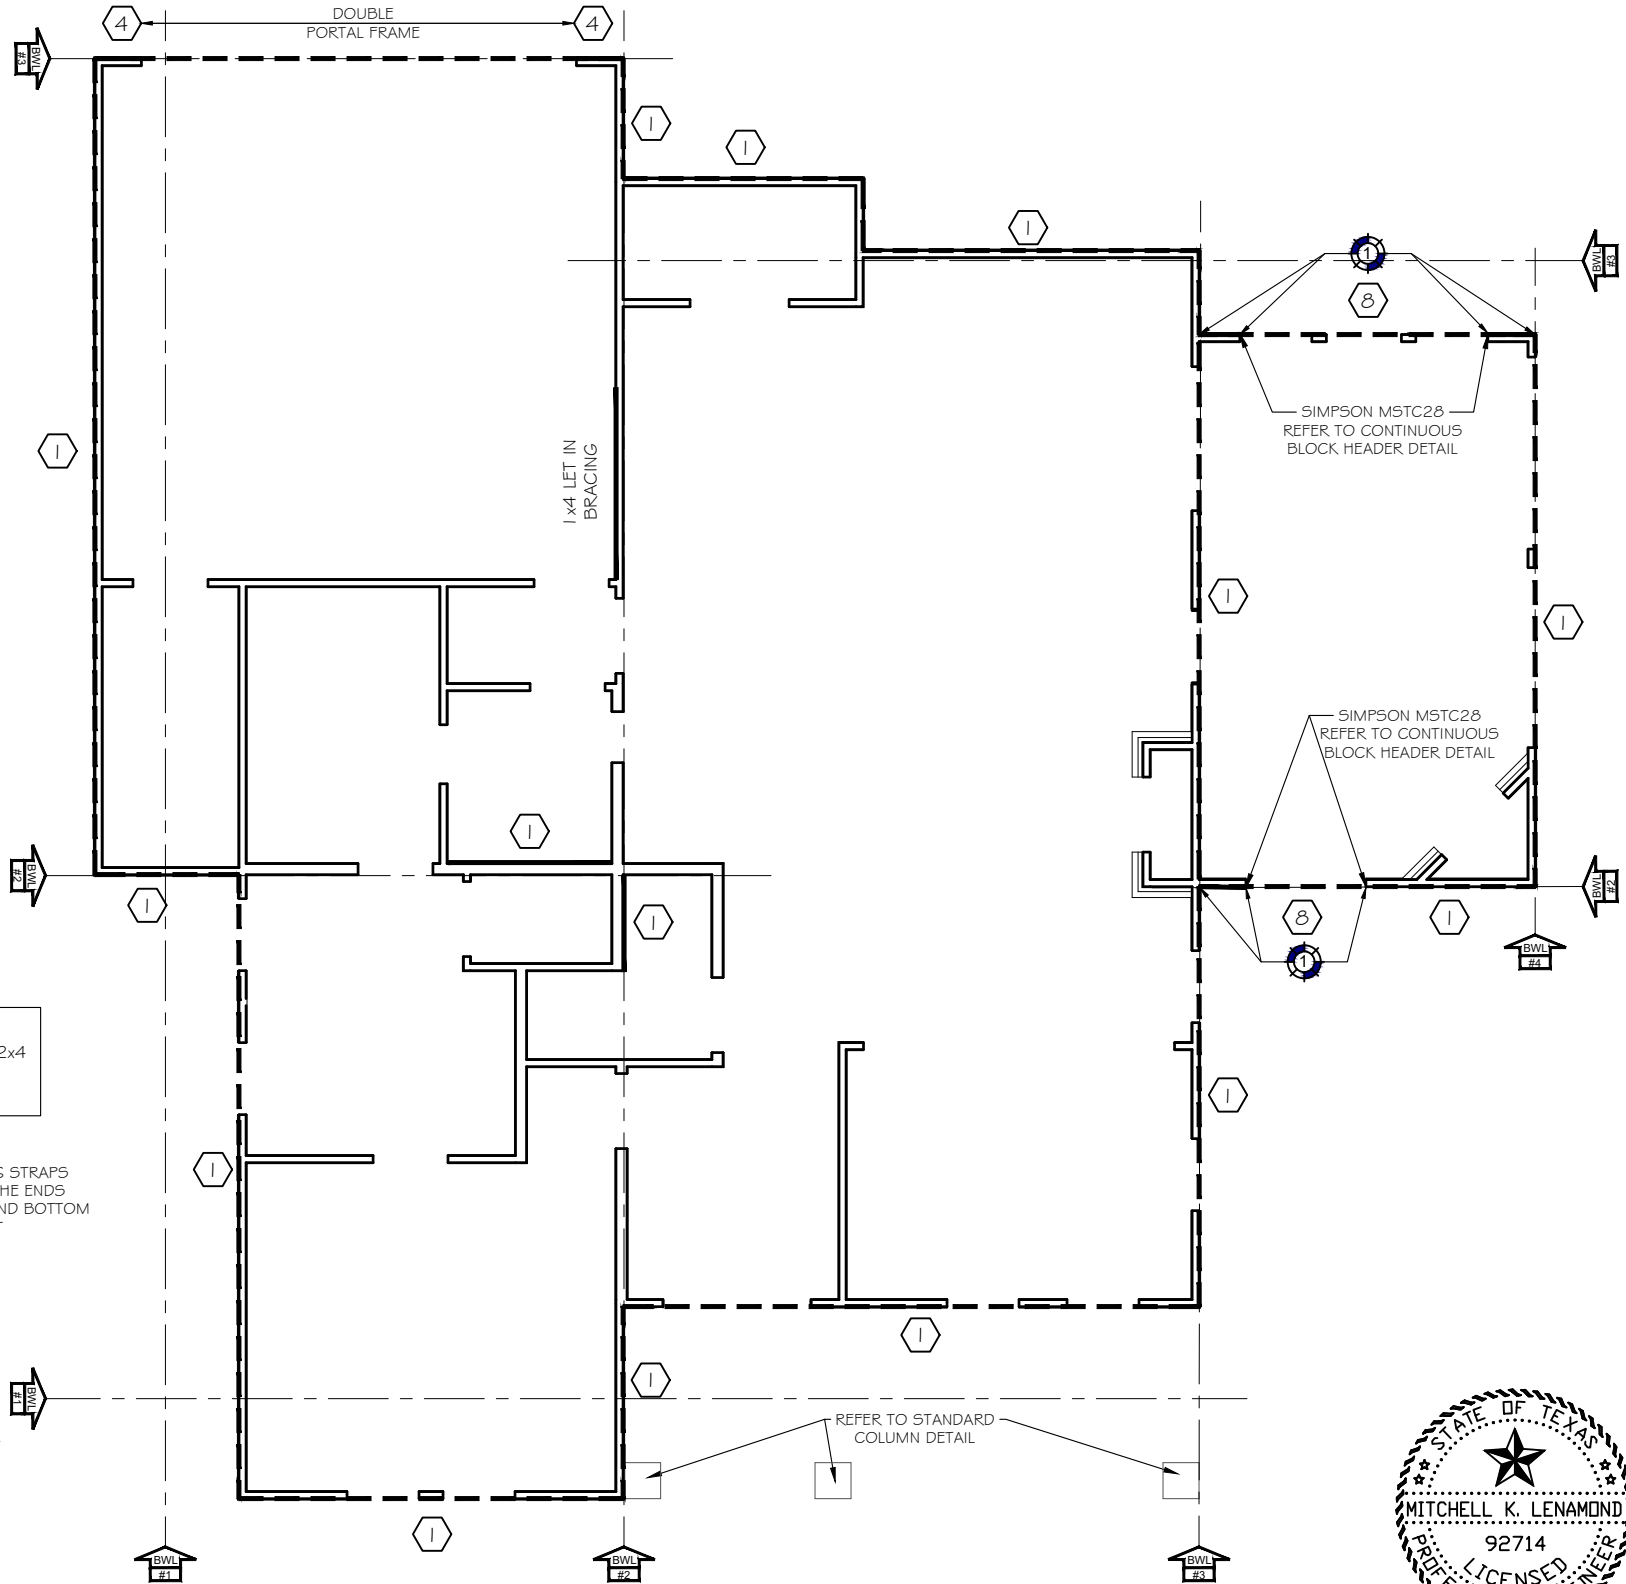 4
DOUBLE
PORTAL FRAME
4
BWL
#3
1
1
1
BWL
#3
1
8
SIMPSON MSTC28
REFER TO CONTINUOUS
BLOCK HEADER DETAIL
1
1x4 LET IN
BRACING
1
1
SIMPSON MSTC28
REFER TO CONTINUOUS
BLOCK HEADER DETAIL
1
BWL
#2
1
1
8
1
1
BWL
#2
BWL
#4
2x4
1
STRAPS
HE ENDS
ND BOTTOM
1
1
1
BWL
#1
REFER TO STANDARD
COLUMN DETAIL
1
BWL
#1
BWL
#2
BWL
#3
STATE OF TEXAS
MITCHELL K. LENAMOND
92714
LICENSED